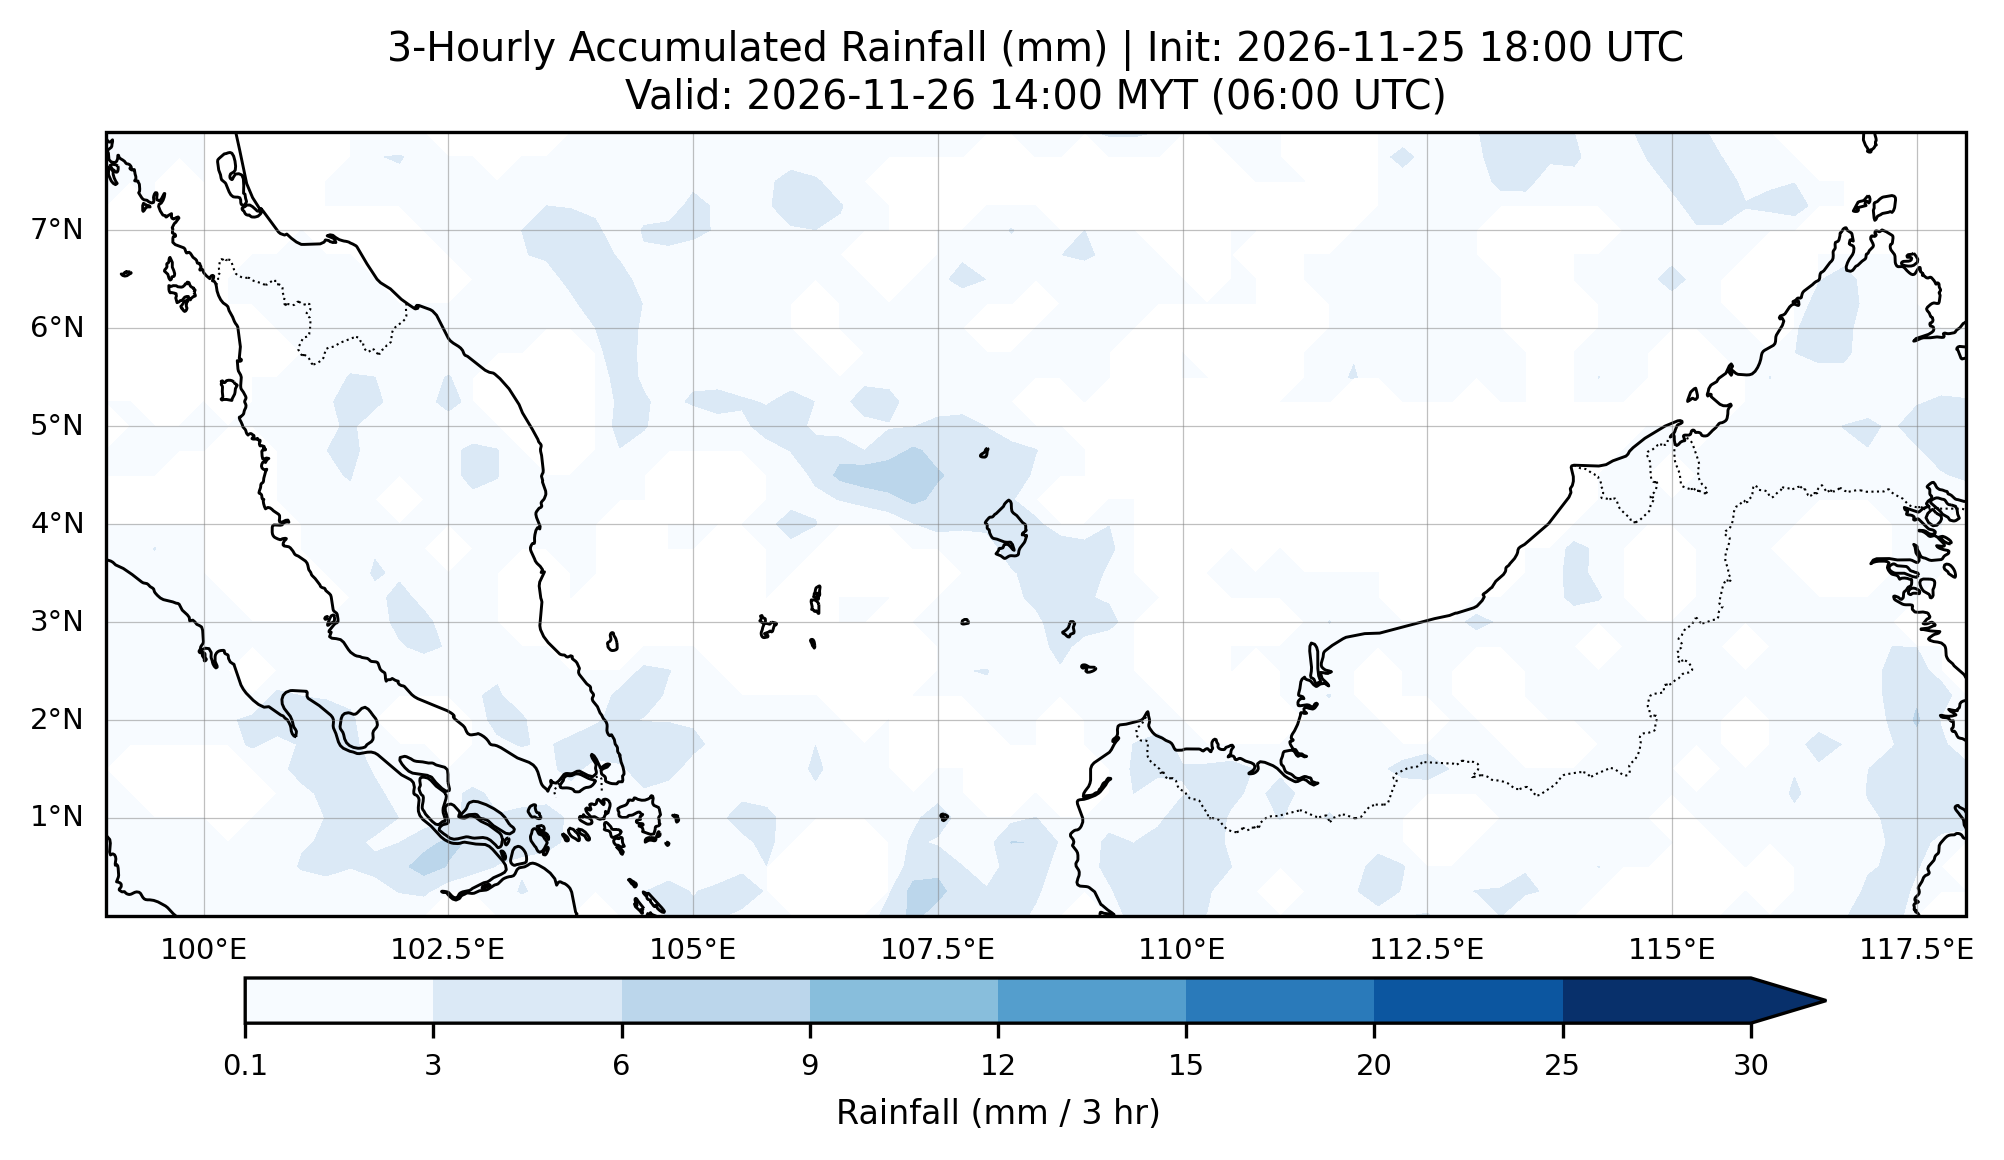 3-Hourly Accumulated Rainfall (mm) | Init: 2026-11-25 18:00 UTC
Valid: 2026-11-26 14:00 MYT (06:00 UTC)
7°N
6°N
5°N
4°N
3°N
2°N
1°N
100°E 102.5°E 105°E 107.5°E 110°E 112.5°E 115°E 117.5°E
0.1 3 6 9 12 15 20 25 30
Rainfall (mm / 3 hr)